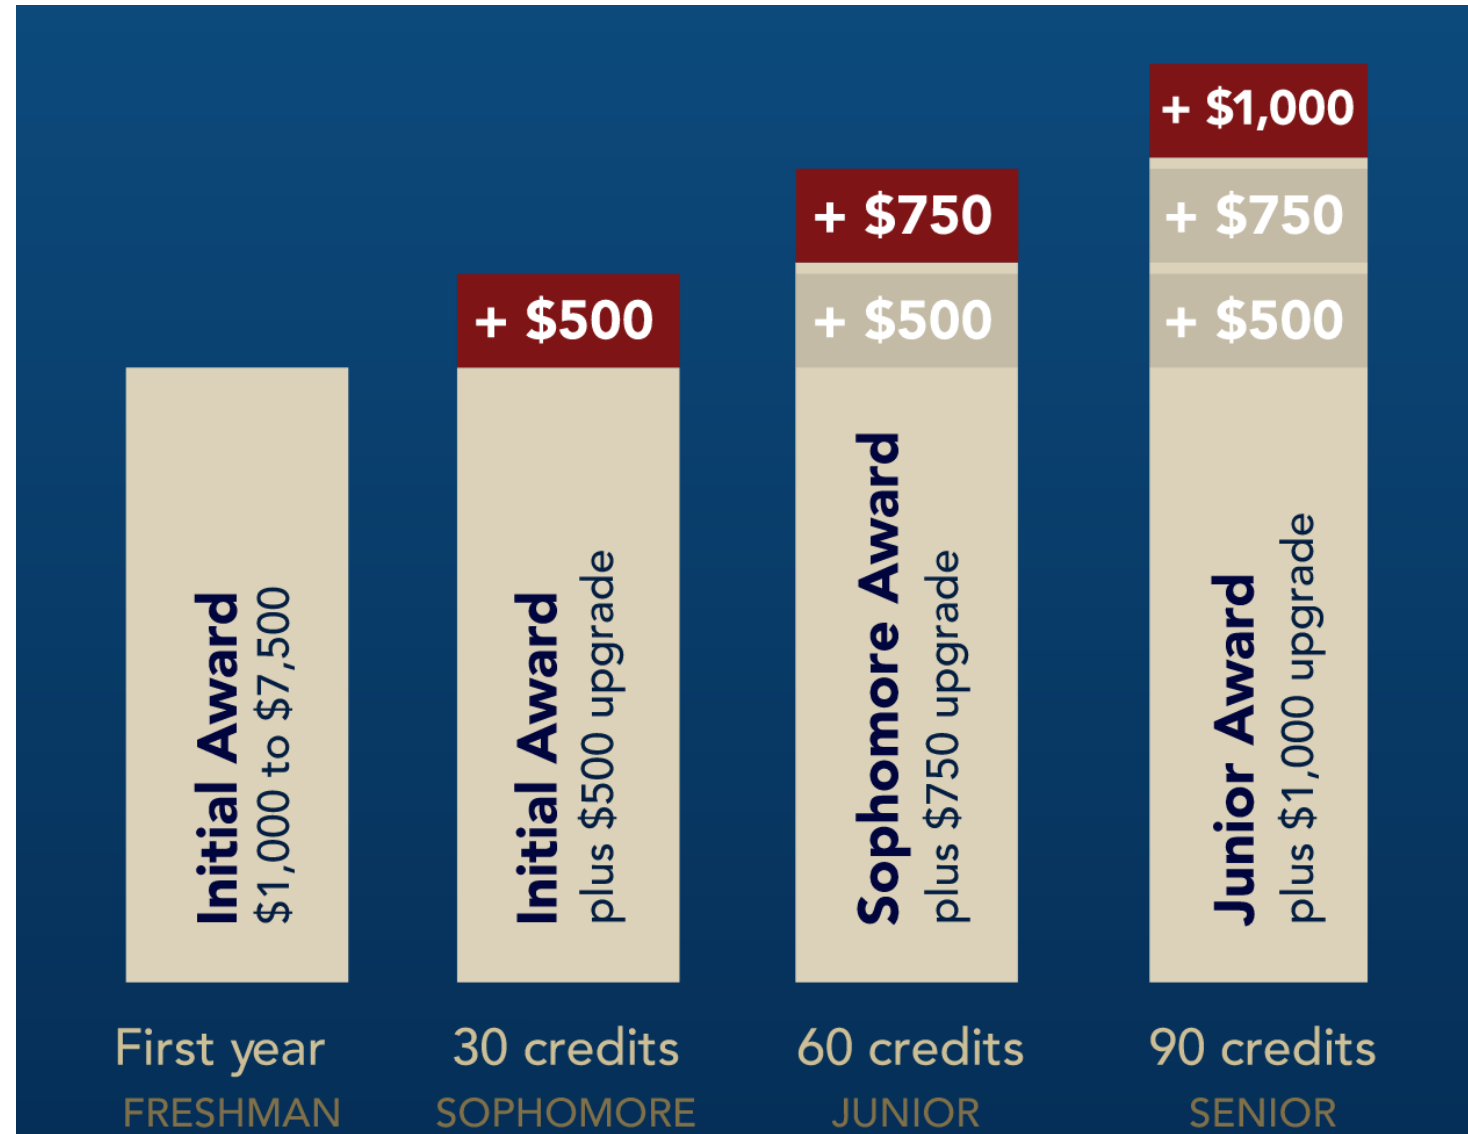 Initial Award
$1,000 to $7,500
First year
FRESHMAN
+ $500
Initial Award
plus $500 upgrade
30 credits
SOPHOMORE
+ $750
+ $500
Sophomore Award
plus $750 upgrade
60 credits
JUNIOR
+ $1,000
+ $750
+ $500
Junior Award
plus $1,000 upgrade
90 credits
SENIOR